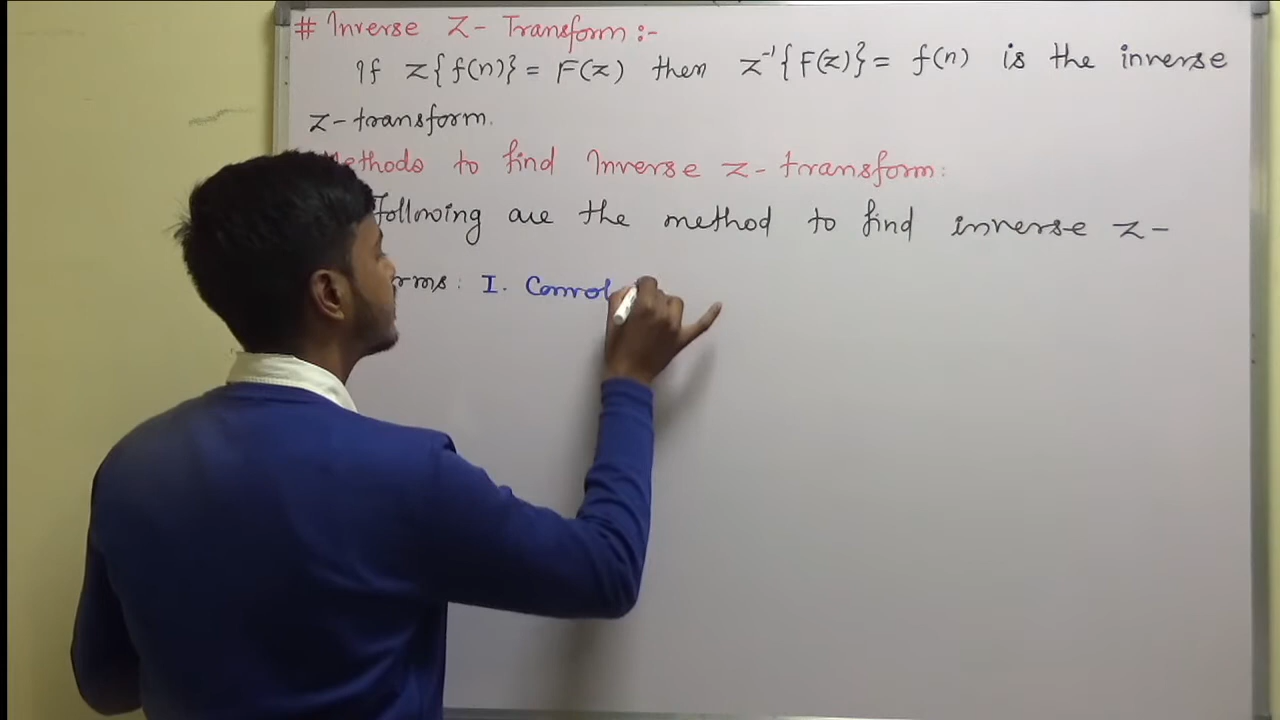 # Inverse Z- Transform :-
If Z{f(n)} = F(z) then Z⁻¹{F(z)} = f(n) is the inverse
Z-transform.
Methods to find Inverse Z-transform:
Following are the method to find inverse Z-
rms: I. Convol